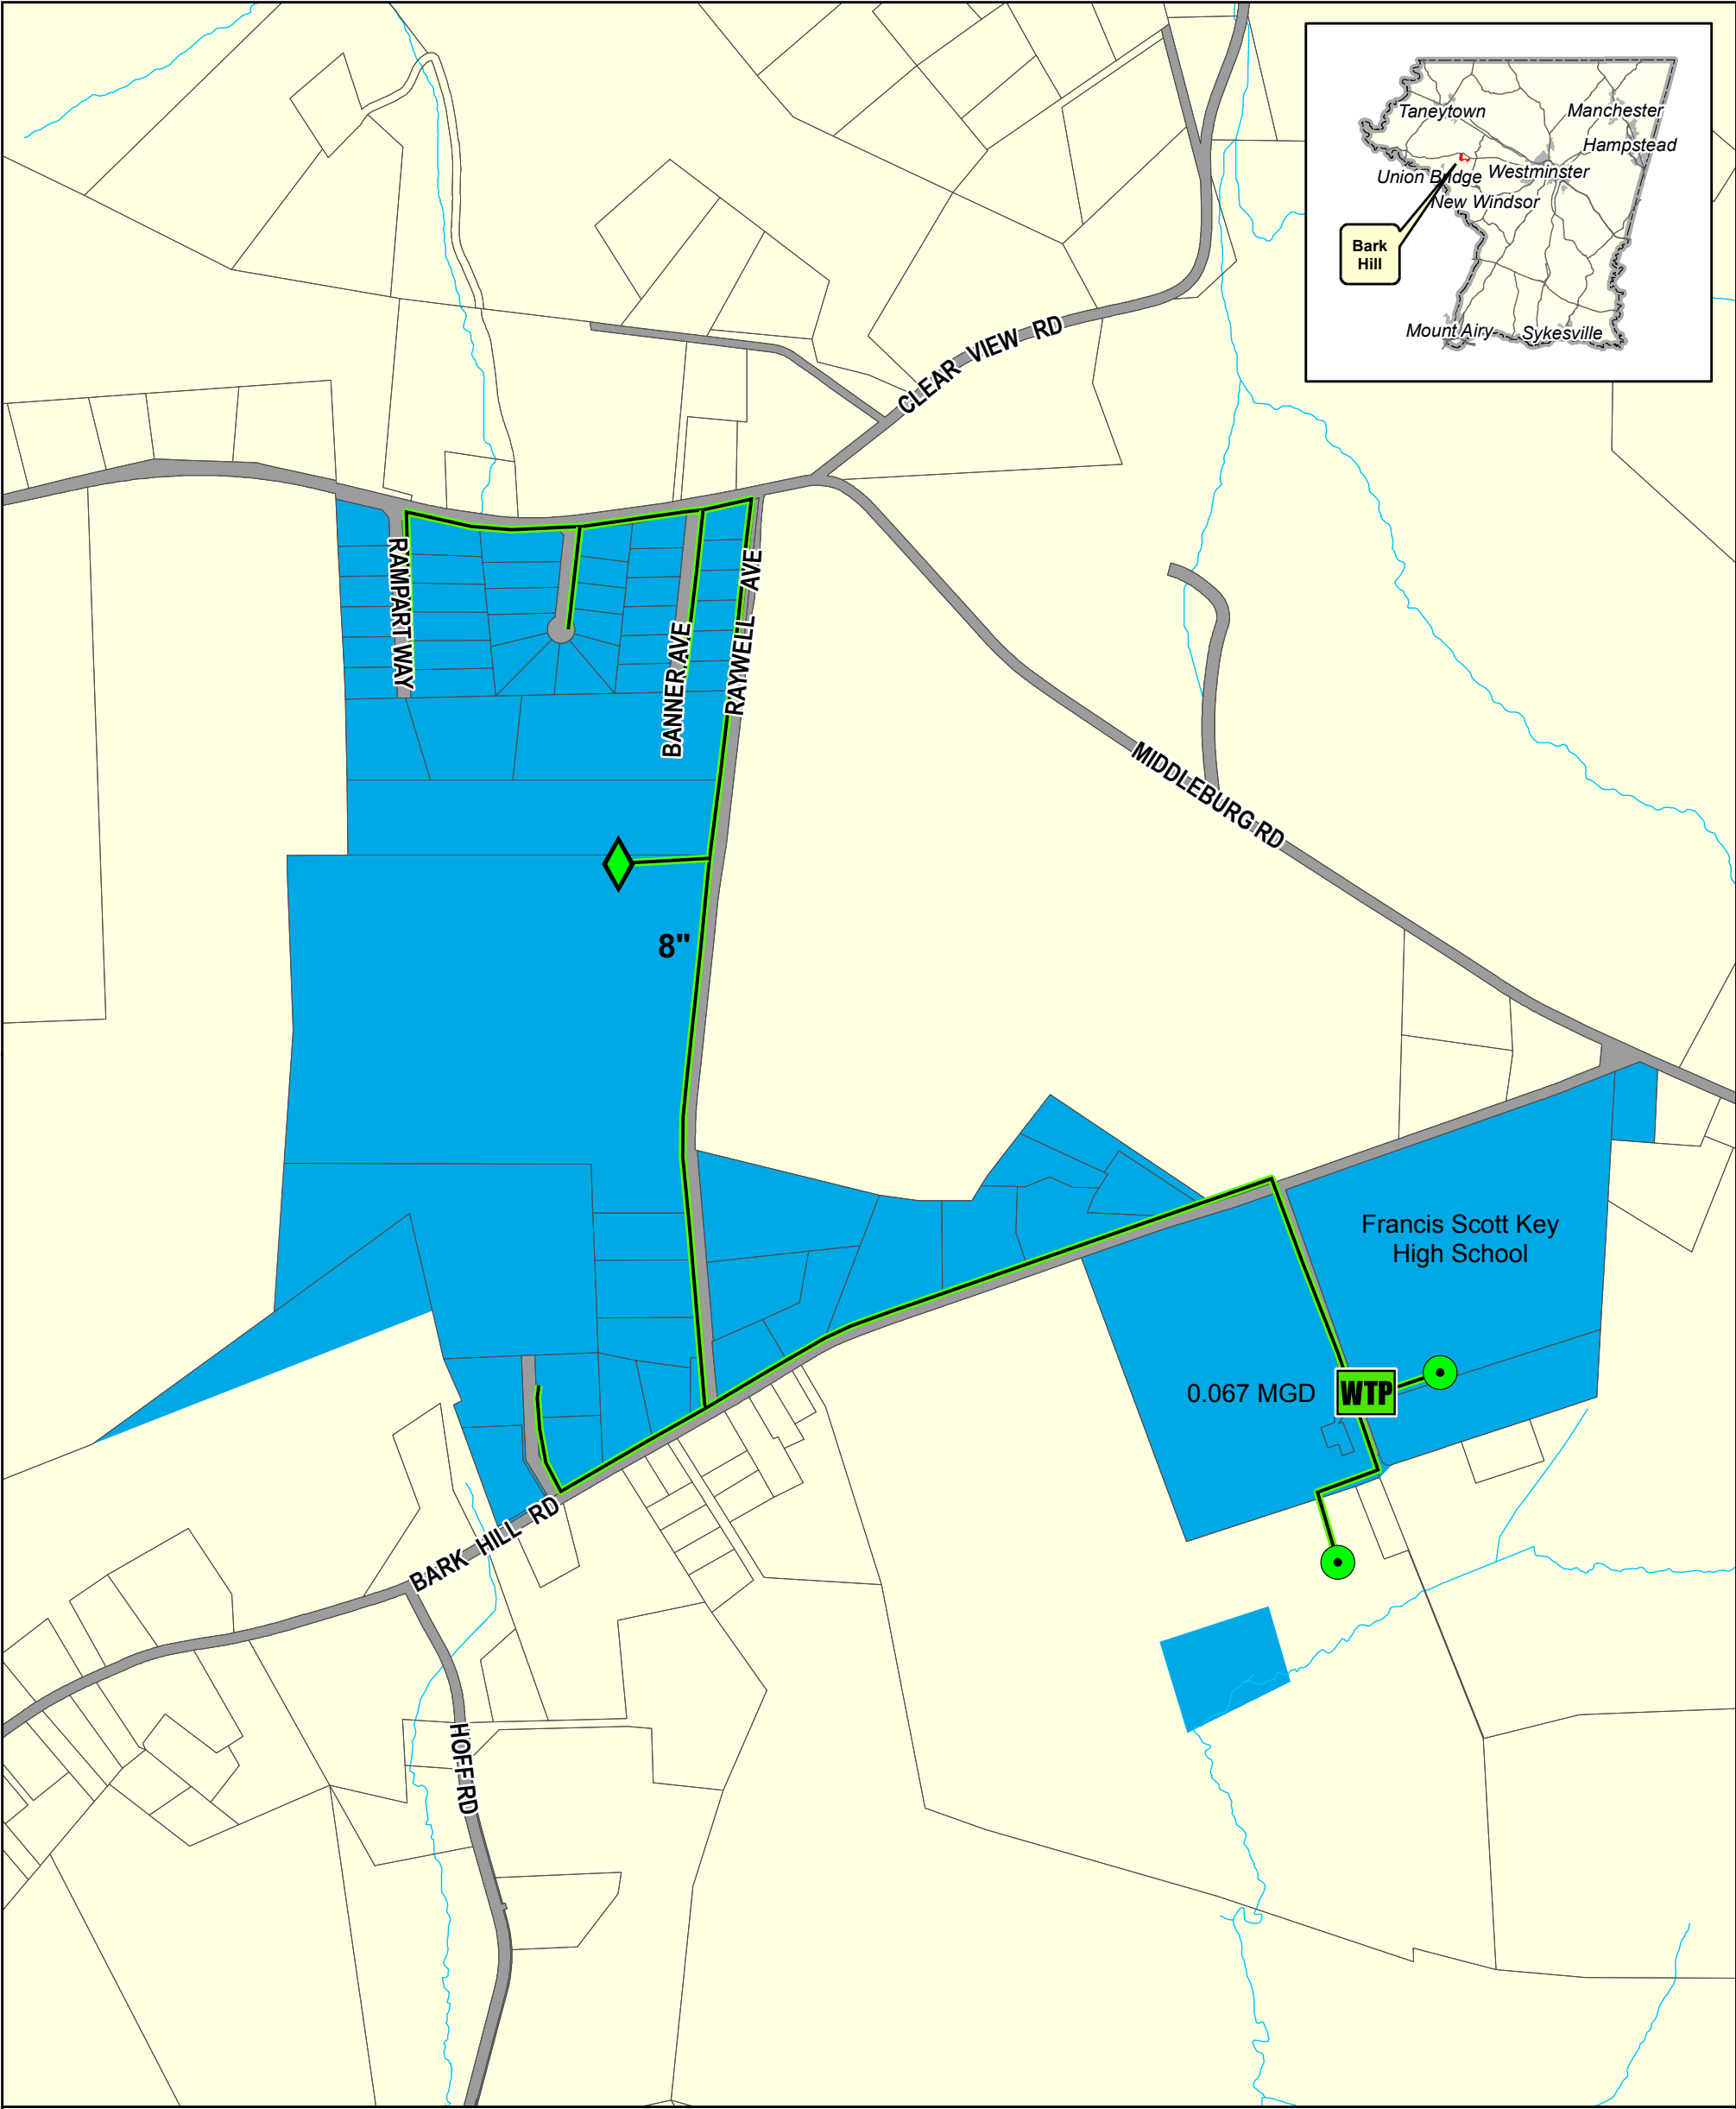 Taneytown
Manchester
Hampstead
Union Bridge
Westminster
New Windsor
Bark
Hill
Mount Airy
Sykesville
CLEAR VIEW RD
RAMPART WAY
BANNER AVE
RAYWELL AVE
MIDDLEBURG RD
8"
Francis Scott Key
High School
0.067 MGD
WTP
BARK HILL RD
HOFF RD